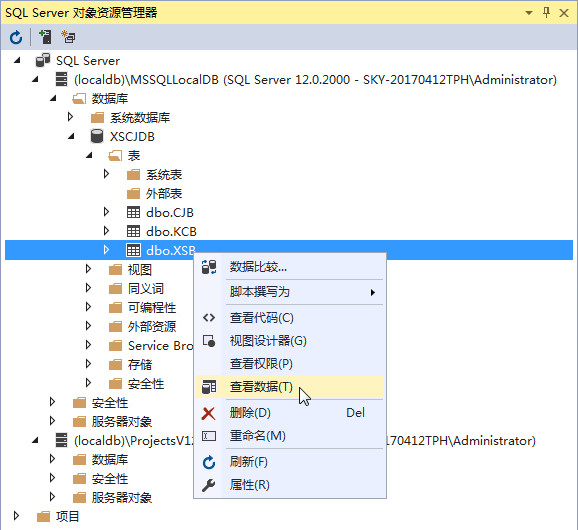 SQL Server 对象资源管理器
SQL Server
(localdb)\MSSQLLocalDB (SQL Server 12.0.2000 - SKY-20170412TPH\Administrator)
数据库
系统数据库
XSCJDB
表
系统表
外部表
dbo.CJB
dbo.KCB
dbo.XSB
视图
同义词
可编程性
外部资源
Service Bro
存储
安全性
安全性
服务器对象
(localdb)\ProjectsV12 170412TPH\Administrator)
数据库
安全性
服务器对象
项目
数据比较...
脚本撰写为
查看代码(C)
视图设计器(G)
查看权限(P)
查看数据(T)
删除(D) Del
重命名(M)
刷新(F)
属性(R)